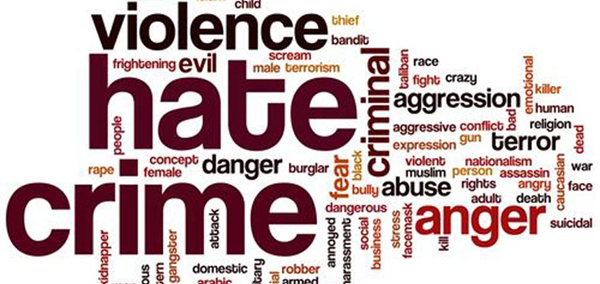 child
violence
thief
bandit
frightening
evil
scream
male
terrorism
hate
criminal
taliban
race
fight
crazy
emotional
killer
aggression
human
people
aggressive
conflict
bad
religion
expression
gun
terror
dead
rape
concept
female
danger
burglar
fear
black
bully
violent
nationalism
muslim
person
assassin
caucasian
war
abuse
rights
angry
face
adult
death
crime
attack
dangerous
annoyed
harassment
social
business
stress
facemask
anger
kill
suicidal
kidnapper
gangster
domestic
robber
arabic
armed